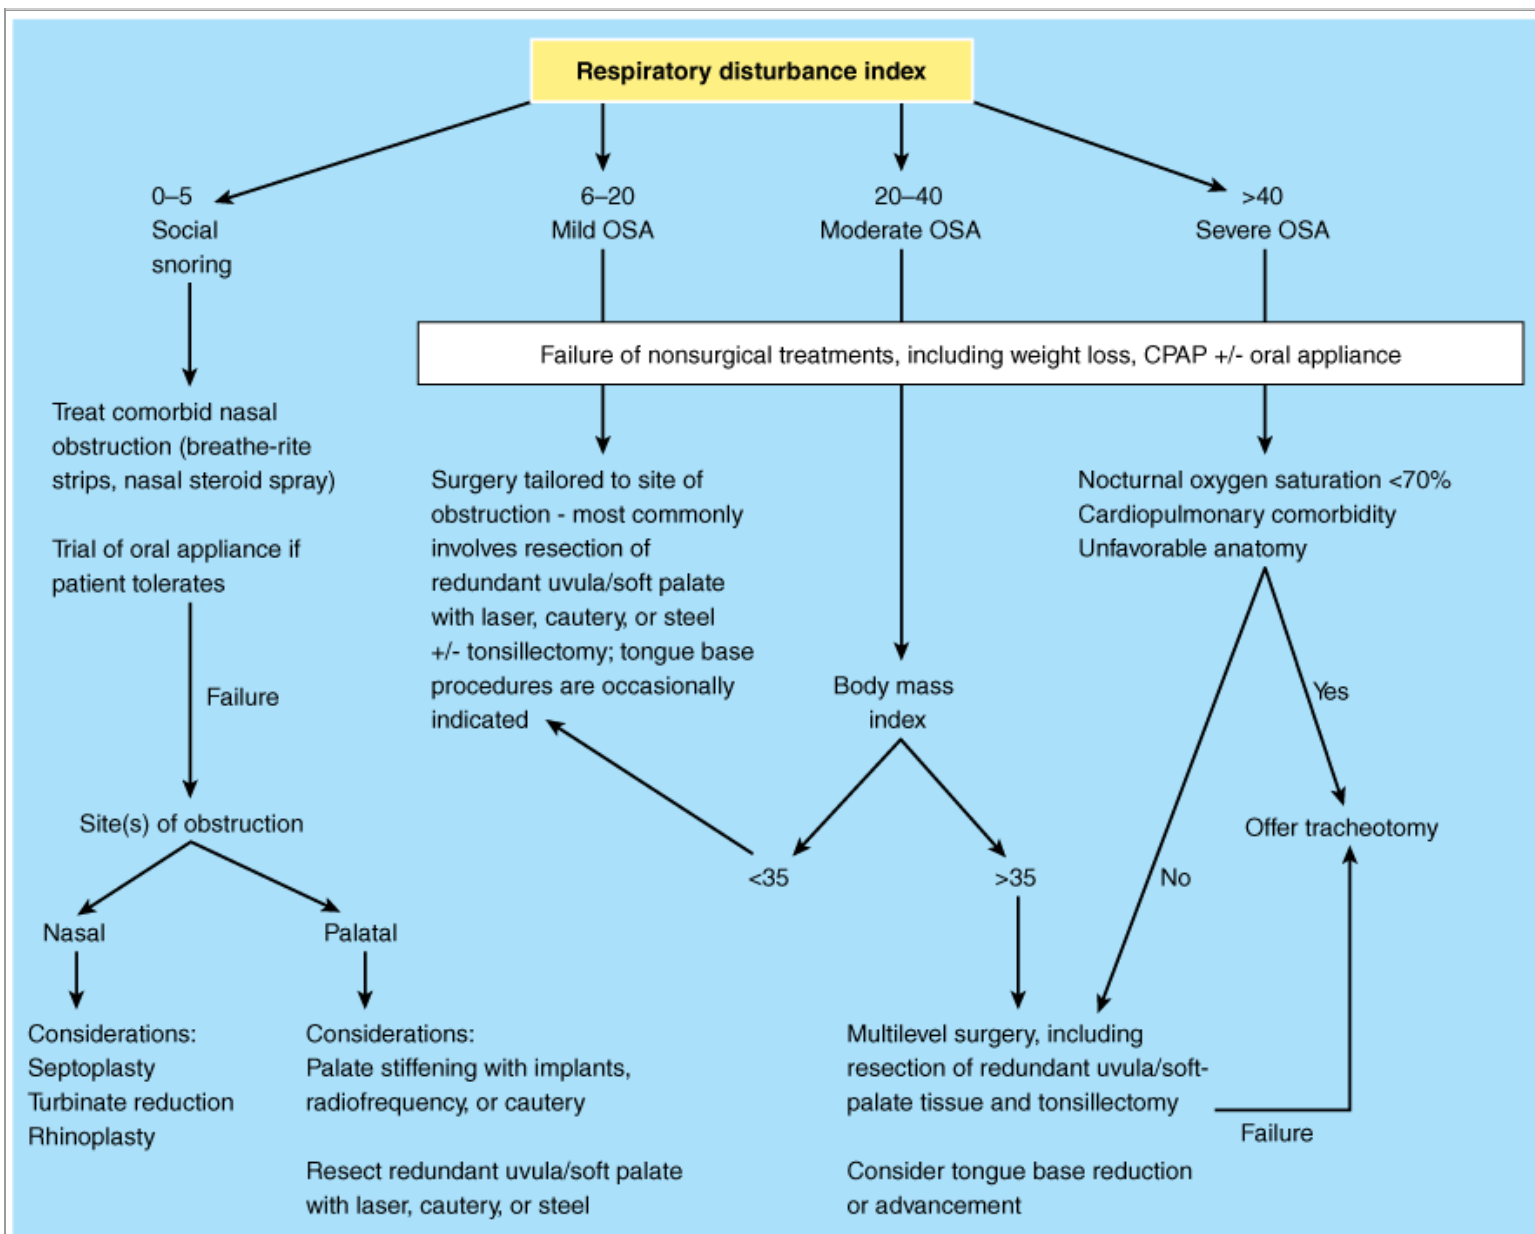 Respiratory disturbance index
0–5
Social
snoring
6–20
Mild OSA
20–40
Moderate OSA
>40
Severe OSA
Failure of nonsurgical treatments, including weight loss, CPAP +/- oral appliance
Treat comorbid nasal
obstruction (breathe-rite
strips, nasal steroid spray)
Trial of oral appliance if
patient tolerates
Failure
Site(s) of obstruction
Nasal
Palatal
Considerations:
Septoplasty
Turbinate reduction
Rhinoplasty
Considerations:
Palate stiffening with implants,
radiofrequency, or cautery
Resect redundant uvula/soft palate
with laser, cautery, or steel
Surgery tailored to site of
obstruction - most commonly
involves resection of
redundant uvula/soft palate
with laser, cautery, or steel
+/- tonsillectomy; tongue base
procedures are occasionally
indicated
Body mass
index
<35
>35
Nocturnal oxygen saturation <70%
Cardiopulmonary comorbidity
Unfavorable anatomy
Yes
No
Offer tracheotomy
Multilevel surgery, including
resection of redundant uvula/soft-
palate tissue and tonsillectomy
Failure
Consider tongue base reduction
or advancement